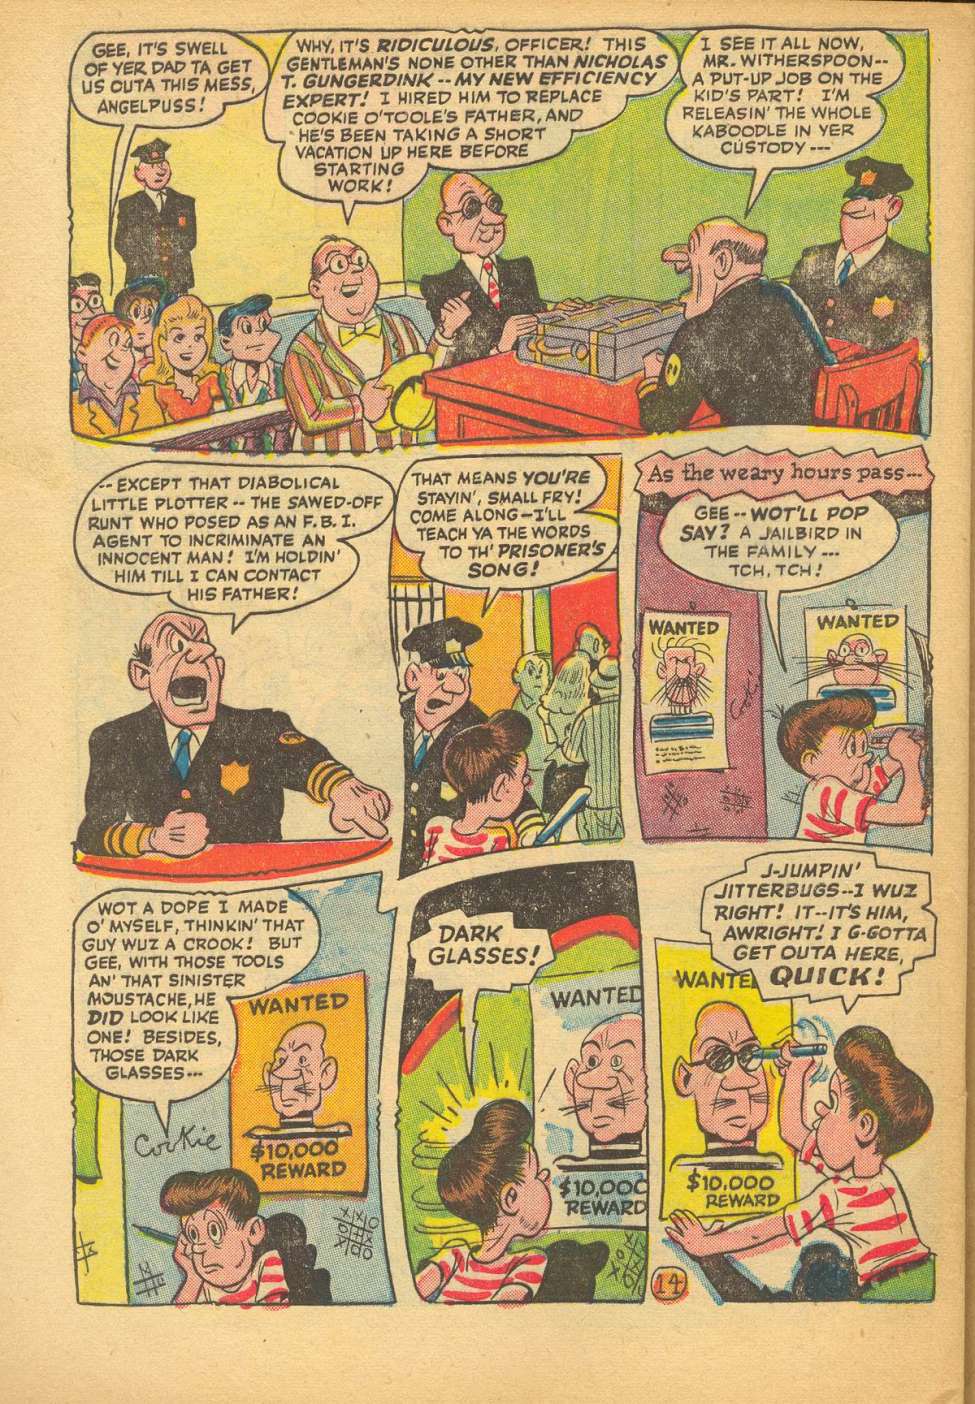 GEE, IT'S SWELL
OF YER DAD TA GET
US OUTA THIS MESS,
ANGELPUSS!
WHY, IT'S RIDICULOUS, OFFICER! THIS
GENTLEMAN'S NONE OTHER THAN NICHOLAS
T. GUNGERDINK -- MY NEW EFFICIENCY
EXPERT! I HIRED HIM TO REPLACE
COOKIE O'TOOLE'S FATHER, AND
HE'S BEEN TAKING A SHORT
VACATION UP HERE BEFORE
STARTING
WORK!
I SEE IT ALL NOW,
MR. WITHERSPOON--
A PUT-UP JOB ON THE
KID'S PART! I'M
RELEASIN' THE WHOLE
KABOODLE IN YER
CUSTODY ---
-- EXCEPT THAT DIABOLICAL
LITTLE PLOTTER -- THE SAWED-OFF
RUNT WHO POSED AS AN F.B.I.
AGENT TO INCRIMINATE AN
INNOCENT MAN! I'M HOLDIN'
HIM TILL I CAN CONTACT
HIS FATHER!
THAT MEANS YOU'RE
STAYIN', SMALL FRY!
COME ALONG--I'LL
TEACH YA THE WORDS
TO TH' PRISONER'S
SONG!
As the weary hours pass---
GEE-- WOT'LL POP
SAY? A JAILBIRD IN
THE FAMILY ---
TCH, TCH!
WANTED
WANTED
WOT A DOPE I MADE
O' MYSELF, THINKIN' THAT
GUY WUZ A CROOK! BUT
GEE, WITH THOSE TOOLS
AN' THAT SINISTER
MOUSTACHE, HE
DID LOOK LIKE
ONE! BESIDES,
THOSE DARK
GLASSES---
WANTED
Cookie
$10,000
REWARD
DARK
GLASSES!
WANTED
$10,000
REWARD
J-JUMPIN'
JITTERBUGS--I WUZ
RIGHT! IT--IT'S HIM,
AWRIGHT! I G-GOTTA
GET OUTA HERE,
QUICK!
WANTE
$10,000
REWARD
14